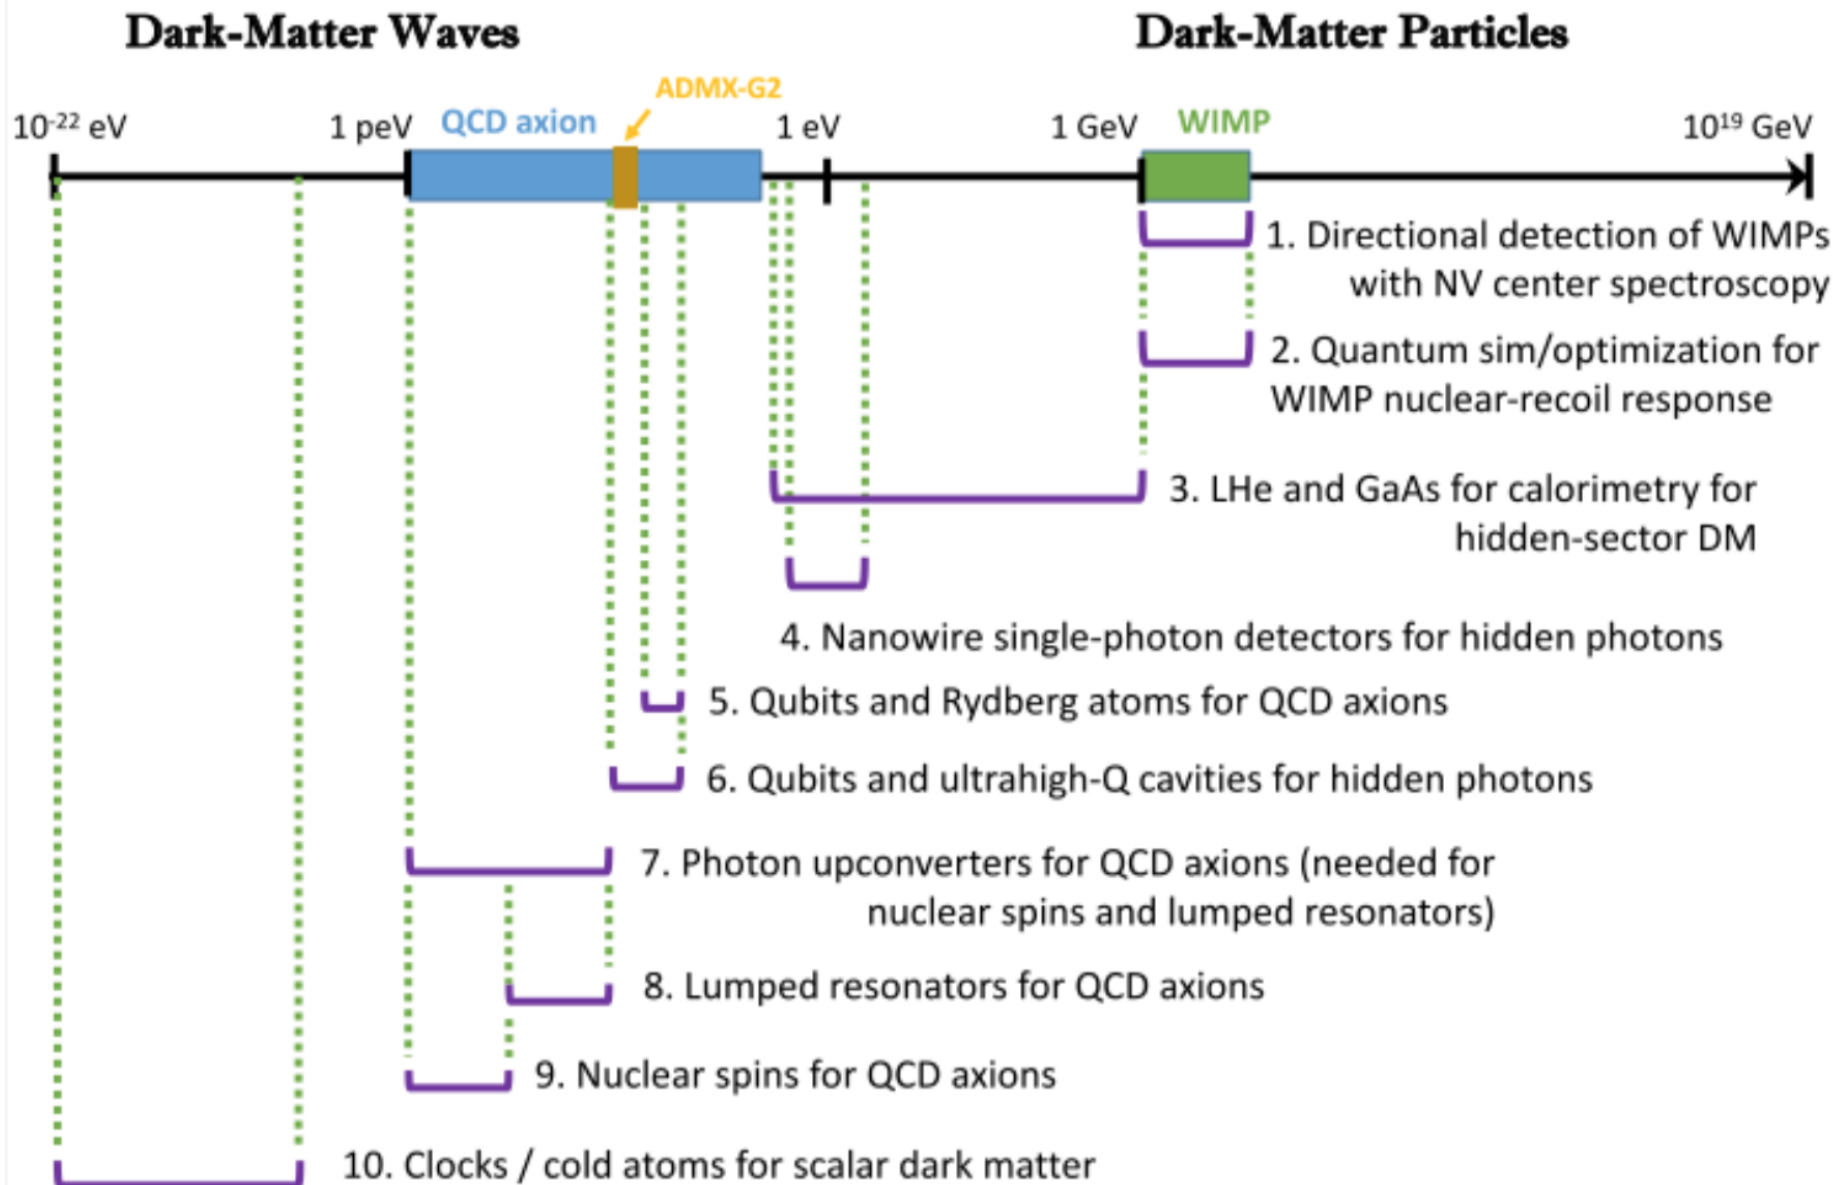 Dark-Matter Waves
Dark-Matter Particles
ADMX-G2
10⁻²² eV
1 peV
QCD axion
1 eV
1 GeV
WIMP
10¹⁹ GeV
1. Directional detection of WIMPs
with NV center spectroscopy
2. Quantum sim/optimization for
WIMP nuclear-recoil response
3. LHe and GaAs for calorimetry for
hidden-sector DM
4. Nanowire single-photon detectors for hidden photons
5. Qubits and Rydberg atoms for QCD axions
6. Qubits and ultrahigh-Q cavities for hidden photons
7. Photon upconverters for QCD axions (needed for
nuclear spins and lumped resonators)
8. Lumped resonators for QCD axions
9. Nuclear spins for QCD axions
10. Clocks / cold atoms for scalar dark matter